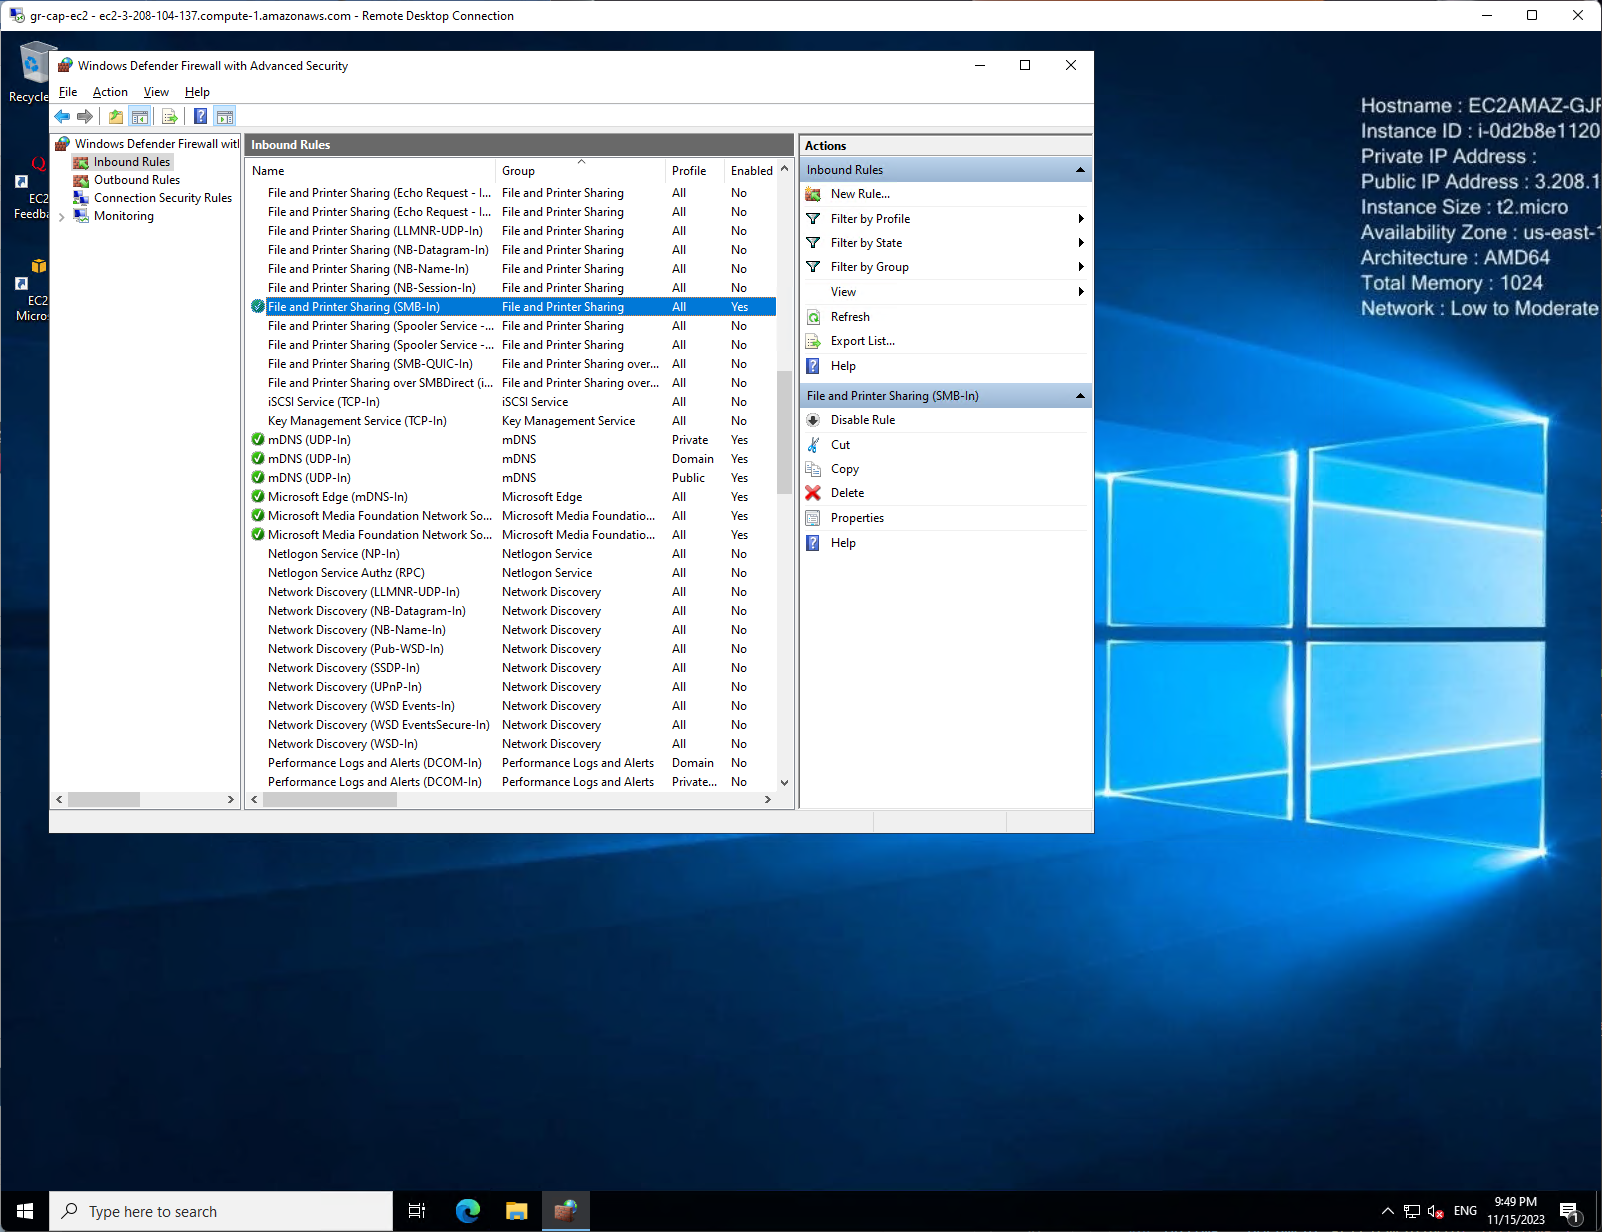 gr-cap-ec2 - ec2-3-208-104-137.compute-1.amazonaws.com - Remote Desktop Connection
Recycle
EC2
Feedba
EC2
Micros
Hostname : EC2AMAZ-GJF
Instance ID : i-0d2b8e1120
Private IP Address :
Public IP Address : 3.208.1
Instance Size : t2.micro
Availability Zone : us-east-1
Architecture : AMD64
Total Memory : 1024
Network : Low to Moderate
Windows Defender Firewall with Advanced Security
File Action View Help
Windows Defender Firewall with
Inbound Rules
Outbound Rules
Connection Security Rules
Monitoring
Inbound Rules
Name Group Profile Enabled
File and Printer Sharing (Echo Request - I... File and Printer Sharing All No
File and Printer Sharing (Echo Request - I... File and Printer Sharing All No
File and Printer Sharing (LLMNR-UDP-In) File and Printer Sharing All No
File and Printer Sharing (NB-Datagram-In) File and Printer Sharing All No
File and Printer Sharing (NB-Name-In) File and Printer Sharing All No
File and Printer Sharing (NB-Session-In) File and Printer Sharing All No
File and Printer Sharing (SMB-In) File and Printer Sharing All Yes
File and Printer Sharing (Spooler Service -... File and Printer Sharing All No
File and Printer Sharing (Spooler Service -... File and Printer Sharing All No
File and Printer Sharing (SMB-QUIC-In) File and Printer Sharing over... All No
File and Printer Sharing over SMBDirect (i... File and Printer Sharing over... All No
iSCSI Service (TCP-In) iSCSI Service All No
Key Management Service (TCP-In) Key Management Service All No
mDNS (UDP-In) mDNS Private Yes
mDNS (UDP-In) mDNS Domain Yes
mDNS (UDP-In) mDNS Public Yes
Microsoft Edge (mDNS-In) Microsoft Edge All Yes
Microsoft Media Foundation Network So... Microsoft Media Foundatio... All Yes
Microsoft Media Foundation Network So... Microsoft Media Foundatio... All Yes
Netlogon Service (NP-In) Netlogon Service All No
Netlogon Service Authz (RPC) Netlogon Service All No
Network Discovery (LLMNR-UDP-In) Network Discovery All No
Network Discovery (NB-Datagram-In) Network Discovery All No
Network Discovery (NB-Name-In) Network Discovery All No
Network Discovery (Pub-WSD-In) Network Discovery All No
Network Discovery (SSDP-In) Network Discovery All No
Network Discovery (UPnP-In) Network Discovery All No
Network Discovery (WSD Events-In) Network Discovery All No
Network Discovery (WSD EventsSecure-In) Network Discovery All No
Network Discovery (WSD-In) Network Discovery All No
Performance Logs and Alerts (DCOM-In) Performance Logs and Alerts Domain No
Performance Logs and Alerts (DCOM-In) Performance Logs and Alerts Private... No
Actions
Inbound Rules
New Rule...
Filter by Profile
Filter by State
Filter by Group
View
Refresh
Export List...
Help
File and Printer Sharing (SMB-In)
Disable Rule
Cut
Copy
Delete
Properties
Help
Type here to search
ENG
9:49 PM
11/15/2023
1